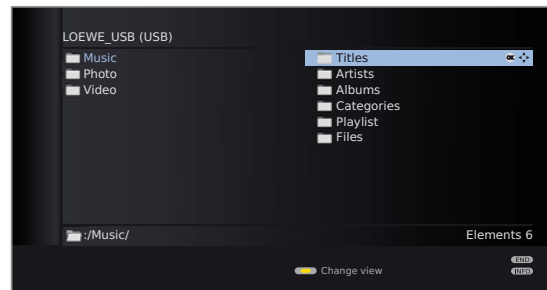 LOEWE_USB (USB)
Music
Photo
Video
Titles OK
Artists
Albums
Categories
Playlist
Files
:/Music/
Elements 6
Change view
END
INFO